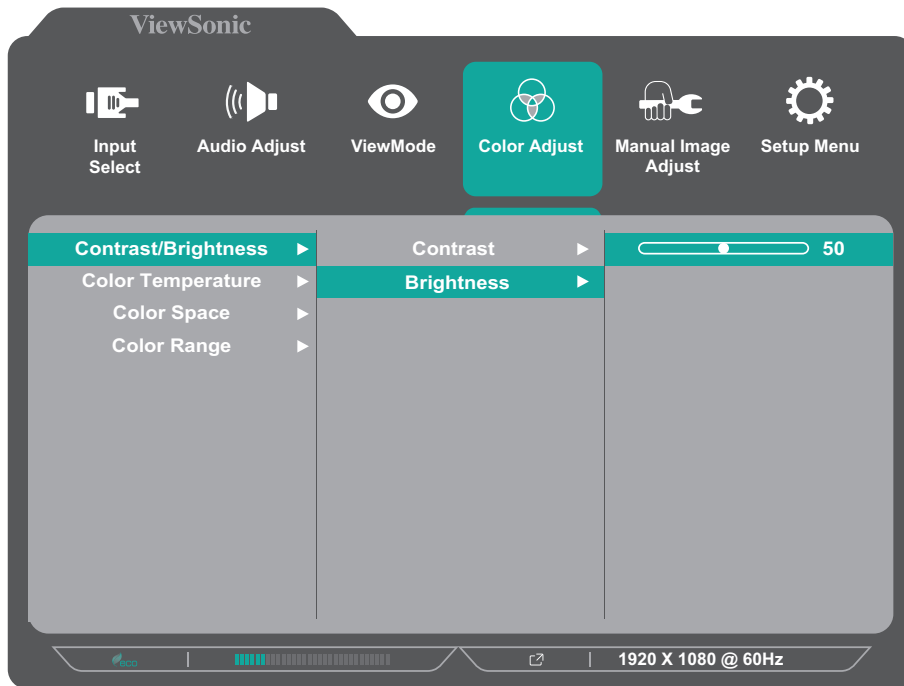 ViewSonic
Input
Select
Audio Adjust
ViewMode
Color Adjust
Manual Image
Adjust
Setup Menu
Contrast/Brightness
Contrast
50
Color Temperature
Brightness
Color Space
Color Range
eco
1920 X 1080 @ 60Hz